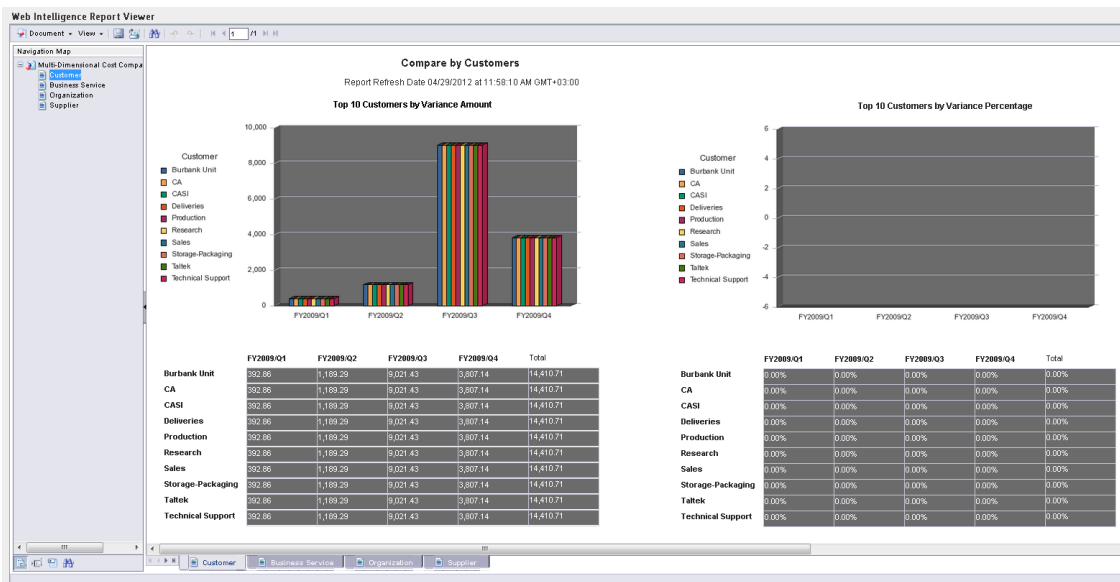 Web Intelligence Report Viewer
Document View 1 /1
Navigation Map
Multi-Dimensional Cost Compa
Customer
Business Service
Organization
Supplier
Compare by Customers
Report Refresh Date 04/29/2012 at 11:58:10 AM GMT+03:00
Top 10 Customers by Variance Amount
10,000
8,000
6,000
4,000
2,000
0
Customer
Burbank Unit
CA
CASI
Deliveries
Production
Research
Sales
Storage-Packaging
Taltek
Technical Support
FY2009/Q1 FY2009/Q2 FY2009/Q3 FY2009/Q4
FY2009/Q1 FY2009/Q2 FY2009/Q3 FY2009/Q4 Total
Burbank Unit 392.86 1,189.29 9,021.43 3,807.14 14,410.71
CA 392.86 1,189.29 9,021.43 3,807.14 14,410.71
CASI 392.86 1,189.29 9,021.43 3,807.14 14,410.71
Deliveries 392.86 1,189.29 9,021.43 3,807.14 14,410.71
Production 392.86 1,189.29 9,021.43 3,807.14 14,410.71
Research 392.86 1,189.29 9,021.43 3,807.14 14,410.71
Sales 392.86 1,189.29 9,021.43 3,807.14 14,410.71
Storage-Packaging 392.86 1,189.29 9,021.43 3,807.14 14,410.71
Taltek 392.86 1,189.29 9,021.43 3,807.14 14,410.71
Technical Support 392.86 1,189.29 9,021.43 3,807.14 14,410.71
Top 10 Customers by Variance Percentage
6
4
2
0
-2
-4
-6
Customer
Burbank Unit
CA
CASI
Deliveries
Production
Research
Sales
Storage-Packaging
Taltek
Technical Support
FY2009/Q1 FY2009/Q2 FY2009/Q3 FY2009/Q4
FY2009/Q1 FY2009/Q2 FY2009/Q3 FY2009/Q4 Total
Burbank Unit 0.00% 0.00% 0.00% 0.00% 0.00%
CA 0.00% 0.00% 0.00% 0.00% 0.00%
CASI 0.00% 0.00% 0.00% 0.00% 0.00%
Deliveries 0.00% 0.00% 0.00% 0.00% 0.00%
Production 0.00% 0.00% 0.00% 0.00% 0.00%
Research 0.00% 0.00% 0.00% 0.00% 0.00%
Sales 0.00% 0.00% 0.00% 0.00% 0.00%
Storage-Packaging 0.00% 0.00% 0.00% 0.00% 0.00%
Taltek 0.00% 0.00% 0.00% 0.00% 0.00%
Technical Support 0.00% 0.00% 0.00% 0.00% 0.00%
Customer Business Service Organization Supplier